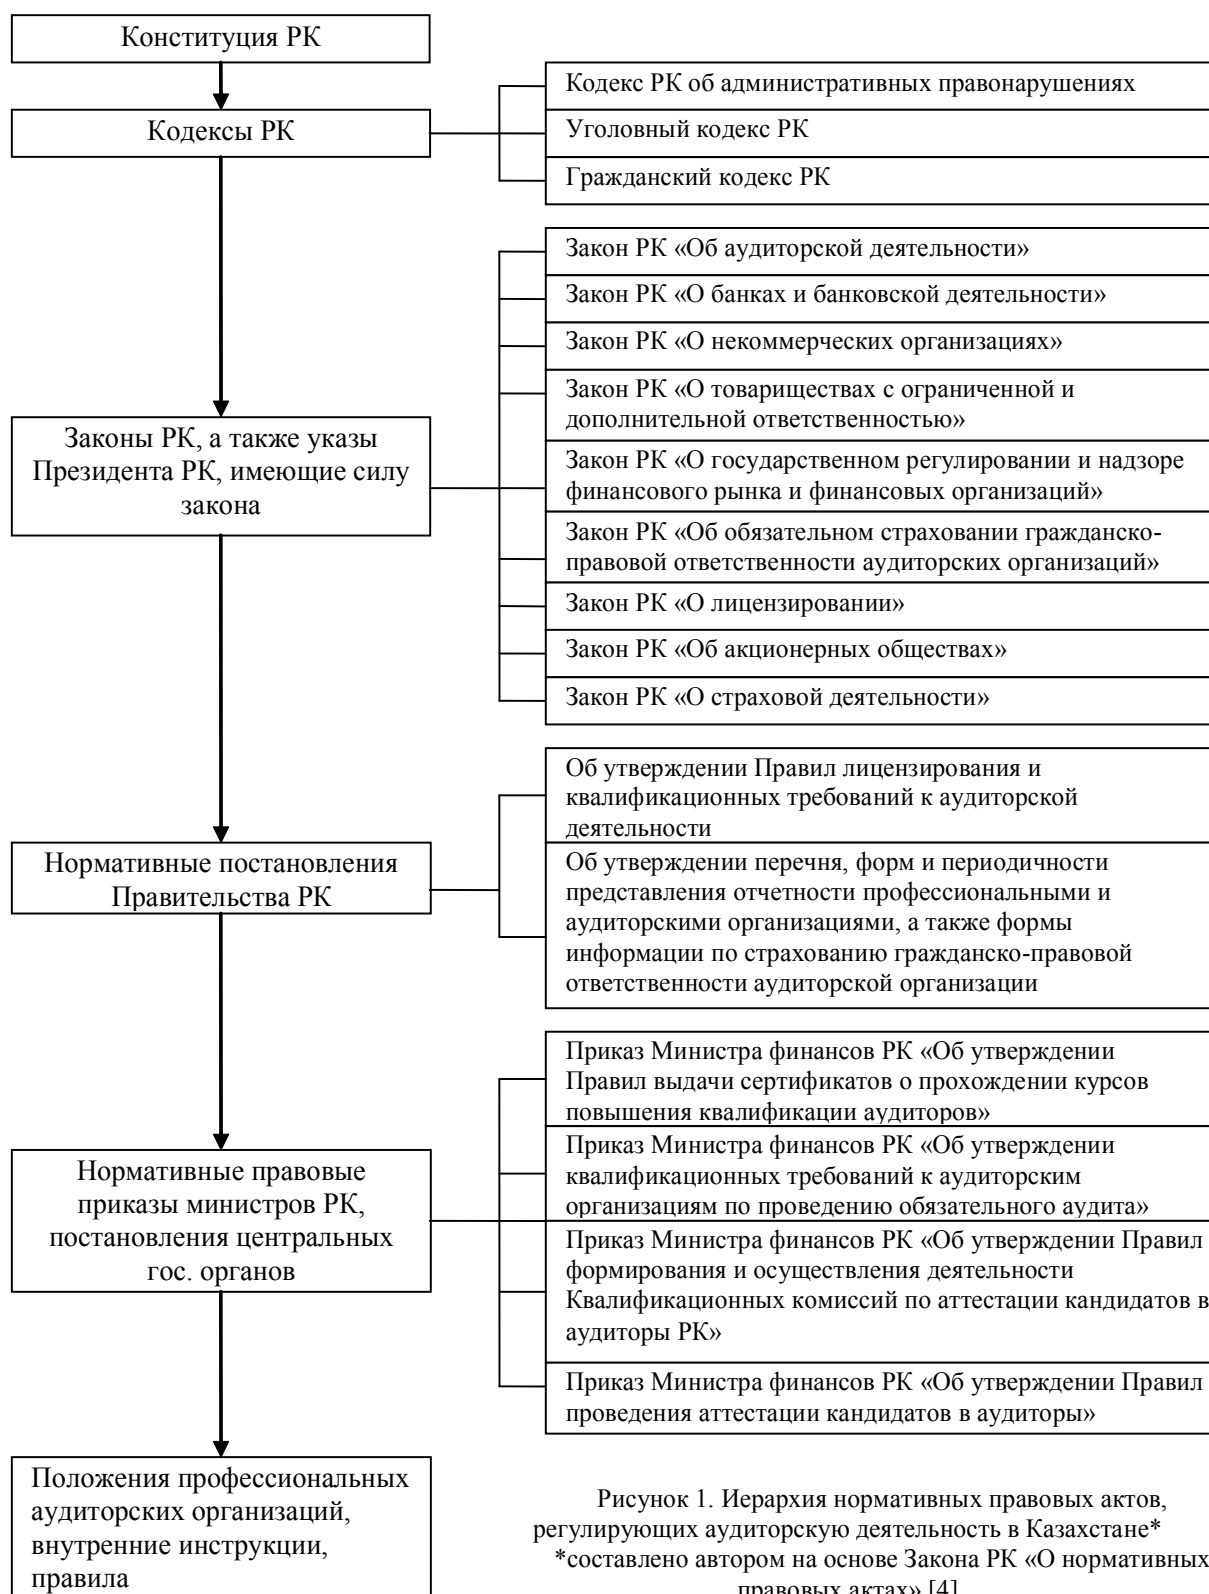 Конституция РК
Кодексы РК
Кодекс РК об административных правонарушениях
Уголовный кодекс РК
Гражданский кодекс РК
Законы РК, а также указы
Президента РК, имеющие силу
закона
Закон РК «Об аудиторской деятельности»
Закон РК «О банках и банковской деятельности»
Закон РК «О некоммерческих организациях»
Закон РК «О товариществах с ограниченной и
дополнительной ответственностью»
Закон РК «О государственном регулировании и надзоре
финансового рынка и финансовых организаций»
Закон РК «Об обязательном страховании гражданско-
правовой ответственности аудиторских организаций»
Закон РК «О лицензировании»
Закон РК «Об акционерных обществах»
Закон РК «О страховой деятельности»
Нормативные постановления
Правительства РК
Об утверждении Правил лицензирования и
квалификационных требований к аудиторской
деятельности
Об утверждении перечня, форм и периодичности
представления отчетности профессиональными и
аудиторскими организациями, а также формы
информации по страхованию гражданско-правовой
ответственности аудиторской организации
Нормативные правовые
приказы министров РК,
постановления центральных
гос. органов
Приказ Министра финансов РК «Об утверждении
Правил выдачи сертификатов о прохождении курсов
повышения квалификации аудиторов»
Приказ Министра финансов РК «Об утверждении
квалификационных требований к аудиторским
организациям по проведению обязательного аудита»
Приказ Министра финансов РК «Об утверждении Правил
формирования и осуществления деятельности
Квалификационных комиссий по аттестации кандидатов в
аудиторы РК»
Приказ Министра финансов РК «Об утверждении Правил
проведения аттестации кандидатов в аудиторы»
Положения профессиональных
аудиторских организаций,
внутренние инструкции,
правила
Рисунок 1. Иерархия нормативных правовых актов,
регулирующих аудиторскую деятельность в Казахстане*
*составлено автором на основе Закона РК «О нормативных
правовых актах» [4]